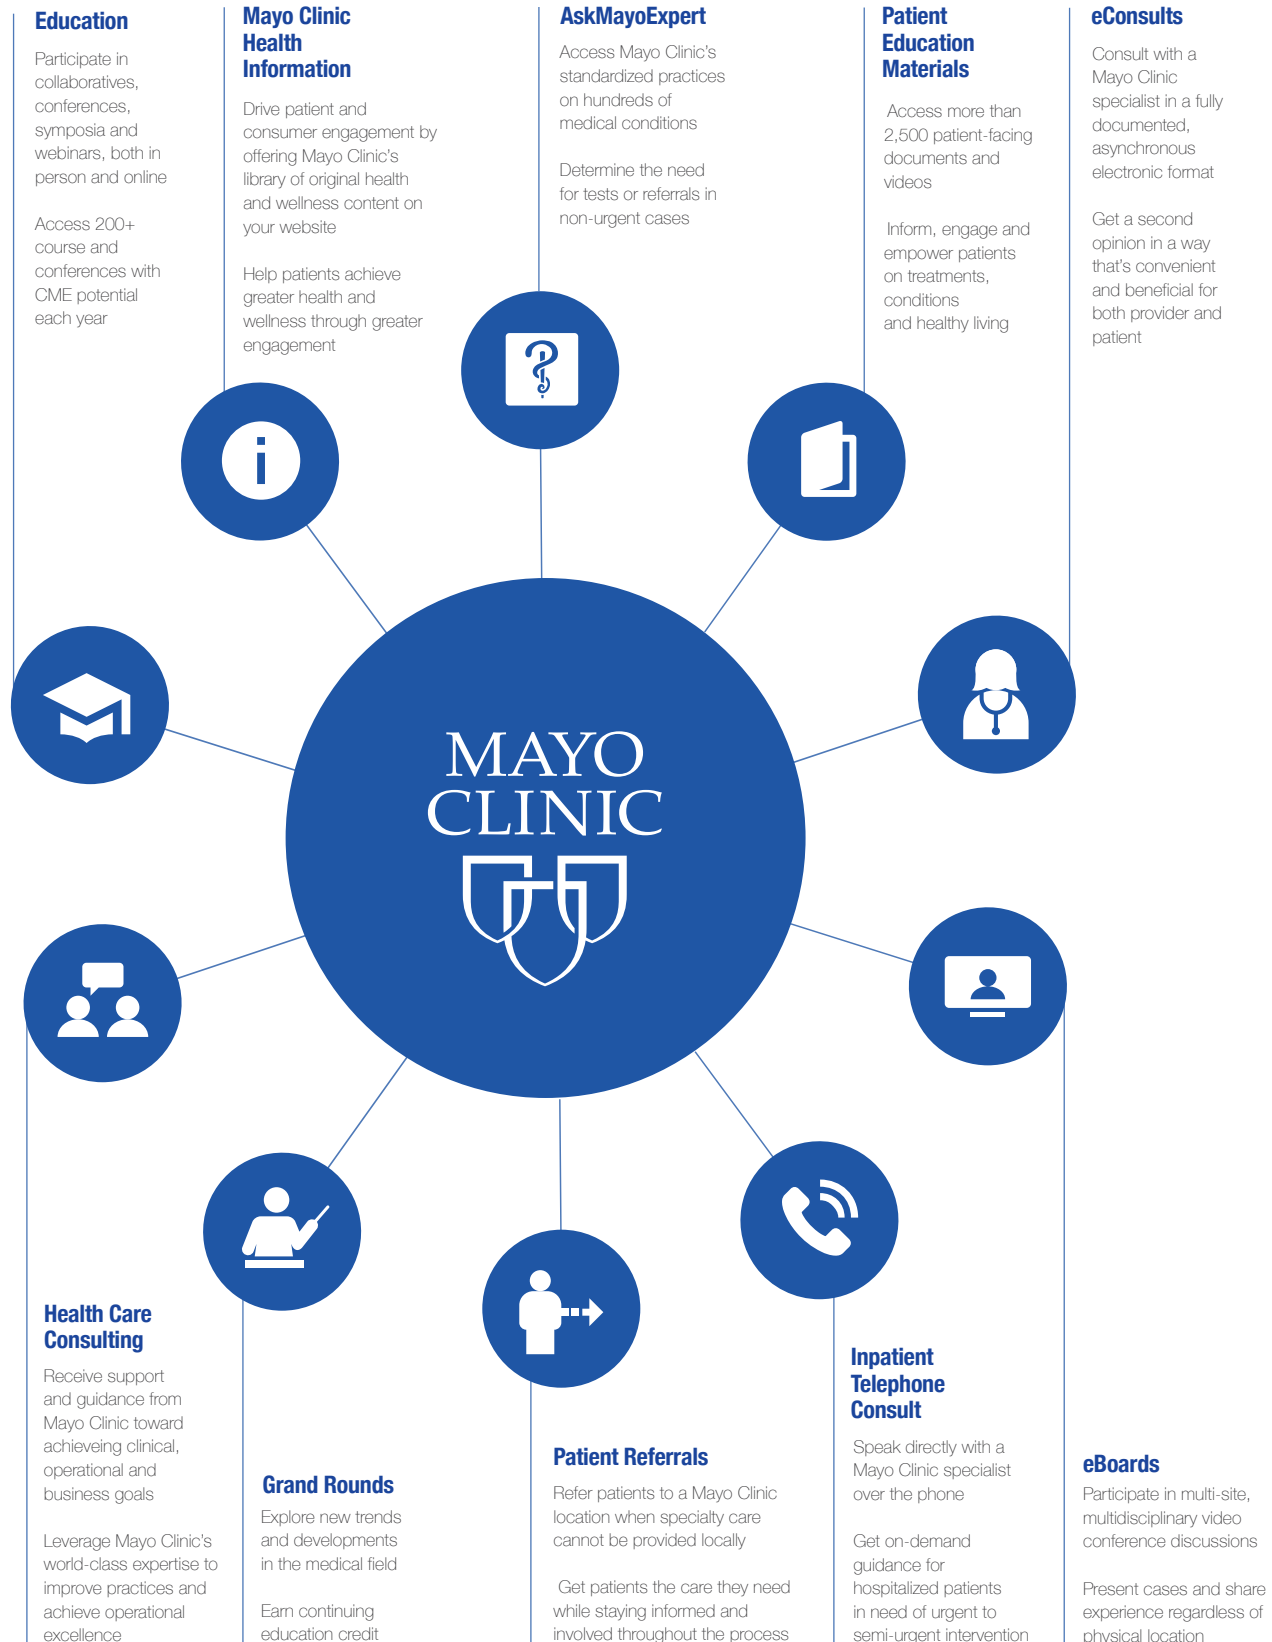 Education
Participate in
collaboratives,
conferences,
symposia and
webinars, both in
person and online
Access 200+
course and
conferences with
CME potential
each year
Mayo Clinic
Health
Information
Drive patient and
consumer engagement by
offering Mayo Clinic's
library of original health
and wellness content on
your website
Help patients achieve
greater health and
wellness through greater
engagement
AskMayoExpert
Access Mayo Clinic's
standardized practices
on hundreds of
medical conditions
Determine the need
for tests or referrals in
non-urgent cases
Patient
Education
Materials
Access more than
2,500 patient-facing
documents and
videos
Inform, engage and
empower patients
on treatments,
conditions
and healthy living
eConsults
Consult with a
Mayo Clinic
specialist in a fully
documented,
asynchronous
electronic format
Get a second
opinion in a way
that's convenient
and beneficial for
both provider and
patient
i
MAYO
CLINIC
Health Care
Consulting
Receive support
and guidance from
Mayo Clinic toward
achieveing clinical,
operational and
business goals
Leverage Mayo Clinic's
world-class expertise to
improve practices and
achieve operational
excellence
Grand Rounds
Explore new trends
and developments
in the medical field
Earn continuing
education credit
Patient Referrals
Refer patients to a Mayo Clinic
location when specialty care
cannot be provided locally
Get patients the care they need
while staying informed and
involved throughout the process
Inpatient
Telephone
Consult
Speak directly with a
Mayo Clinic specialist
over the phone
Get on-demand
guidance for
hospitalized patients
in need of urgent to
semi-urgent intervention
eBoards
Participate in multi-site,
multidisciplinary video
conference discussions
Present cases and share
experience regardless of
physical location